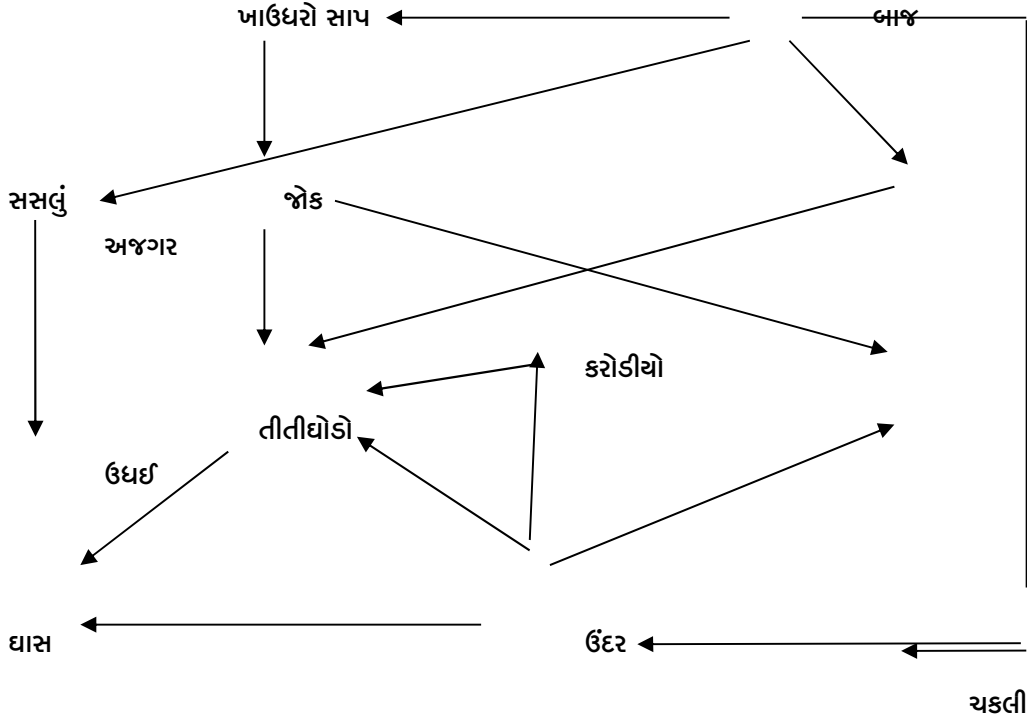 ખાઉધરો સાપ બાજ
સસલું જોક
અજગર
કરોડીયો
તીતીઘોડો
ઉધઈ
ઘાસ ઉંદર
ચકલી